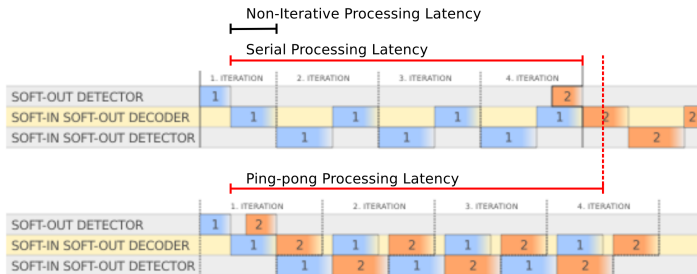 Non-Iterative Processing Latency
Serial Processing Latency
1. ITERATION 2. ITERATION 3. ITERATION 4. ITERATION
SOFT-OUT DETECTOR 1 2
SOFT-IN SOFT-OUT DECODER 1 1 1 1 2 2
SOFT-IN SOFT-OUT DETECTOR 1 1 1 2
Ping-pong Processing Latency
1. ITERATION 2. ITERATION 3. ITERATION 4. ITERATION
SOFT-OUT DETECTOR 1 2
SOFT-IN SOFT-OUT DECODER 1 2 1 2 1 2 1 2
SOFT-IN SOFT-OUT DETECTOR 1 2 1 2 1 2